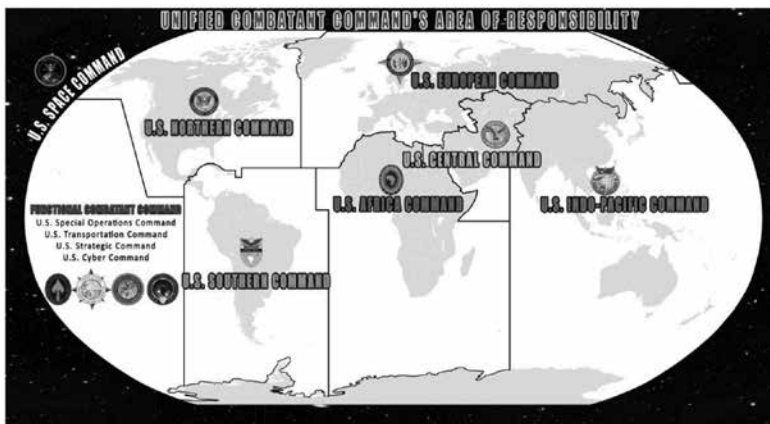 UNIFIED COMBATANT COMMAND'S AREA OF RESPONSIBILITY
U.S. SPACE COMMAND
U.S. EUROPEAN COMMAND
U.S. NORTHERN COMMAND
U.S. CENTRAL COMMAND
U.S. AFRICA COMMAND
U.S. INDO-PACIFIC COMMAND
FUNCTIONAL COMBATANT COMMAND
U.S. Special Operations Command
U.S. Transportation Command
U.S. Strategic Command
U.S. Cyber Command
U.S. SOUTHERN COMMAND